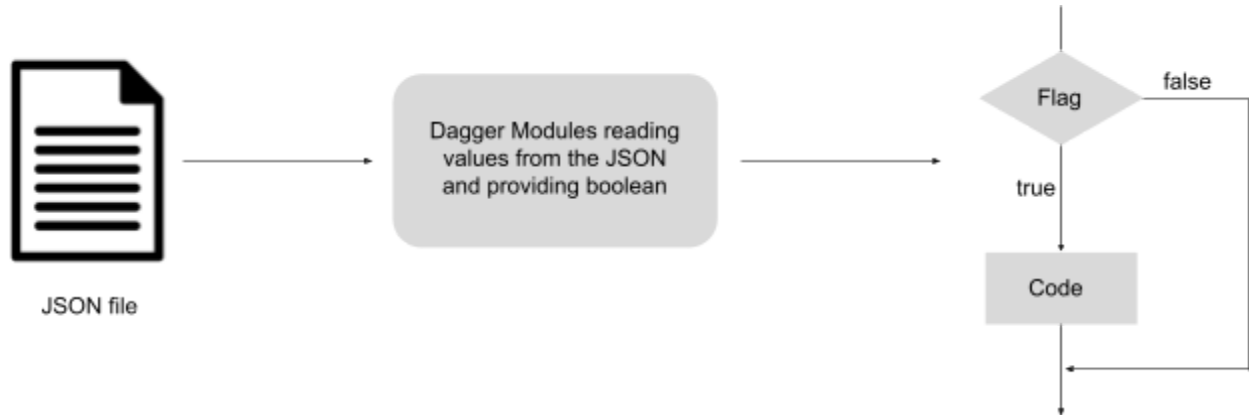 JSON file
Dagger Modules reading
values from the JSON
and providing boolean
Flag
false
true
Code